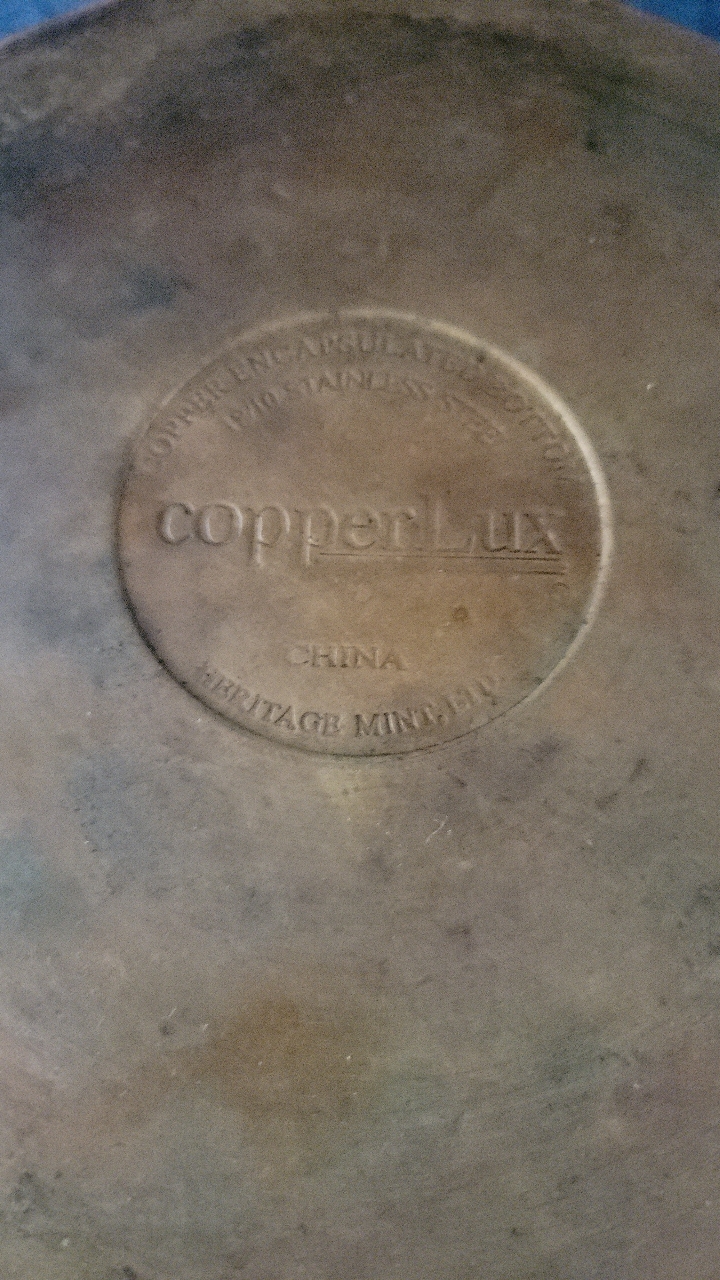 COPPER ENCAPSULATED BOTTOM
18/10 STAINLESS STEEL
copperLux
CHINA
HERITAGE MINT, LTD.